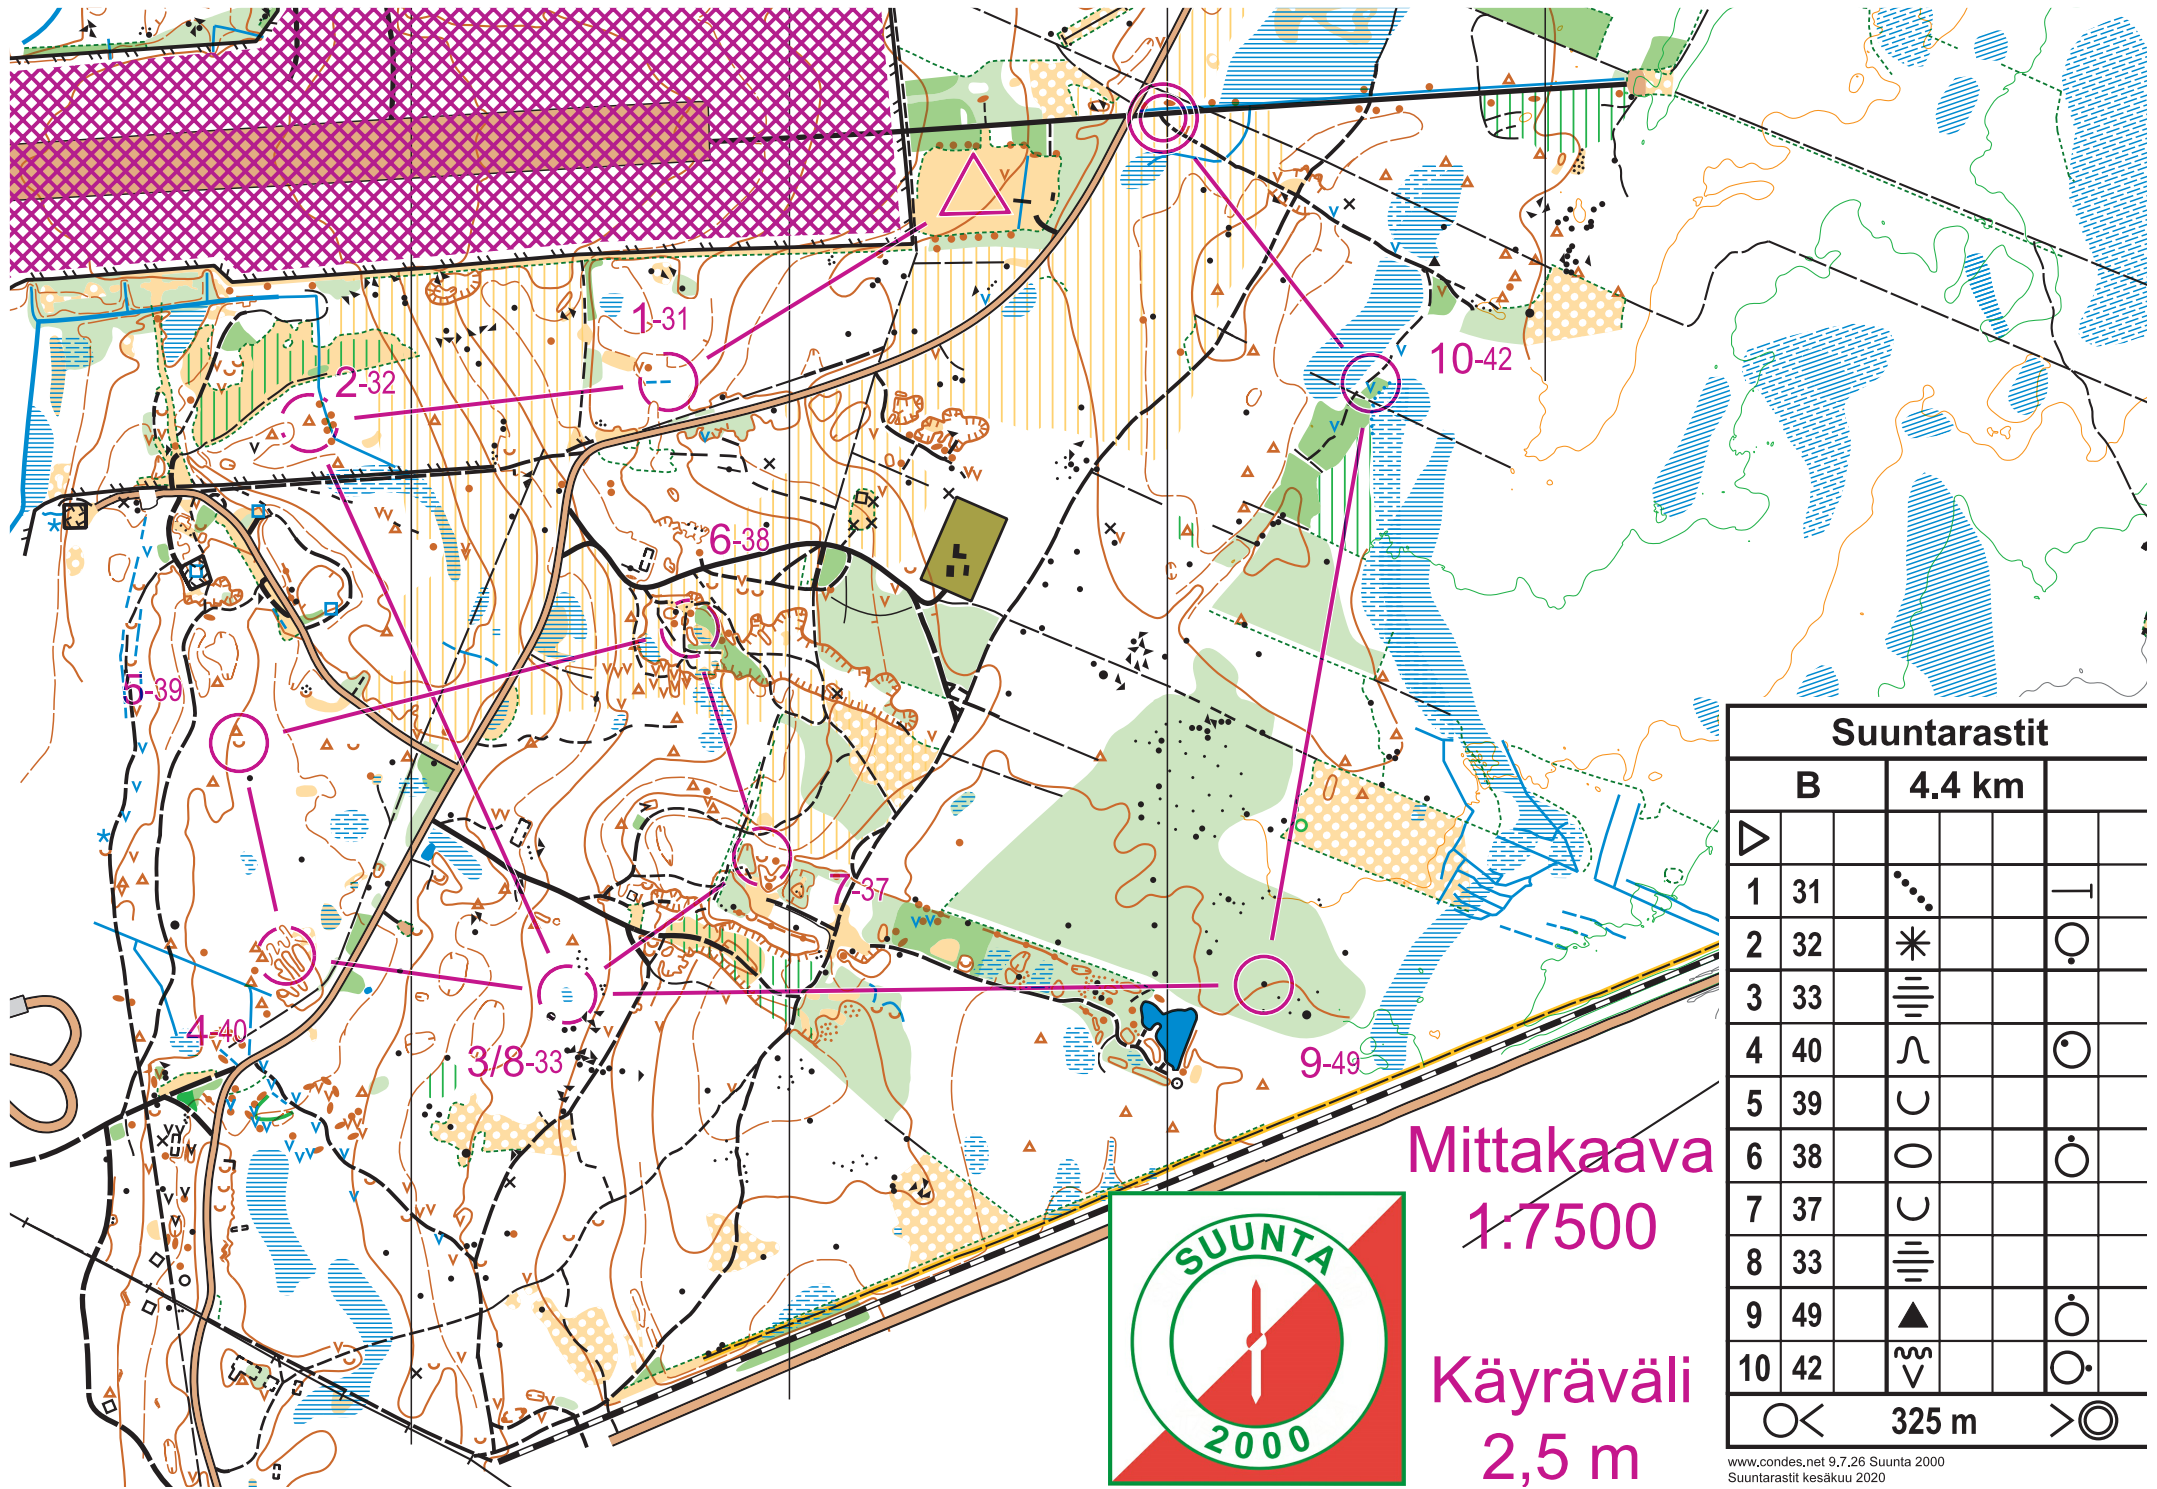 1-31
2-32
10-42
6-38
5-39
7-37
4-40
3/8-33
9-49
Mittakaava
1:7500
Käyräväli
2,5 m
SUUNTA
2000
Suuntarastit
B 4.4 km
1 31
2 32
3 33
4 40
5 39
6 38
7 37
8 33
9 49
10 42
325 m
www.condes.net 9.7.26 Suunta 2000
Suuntarastit kesäkuu 2020